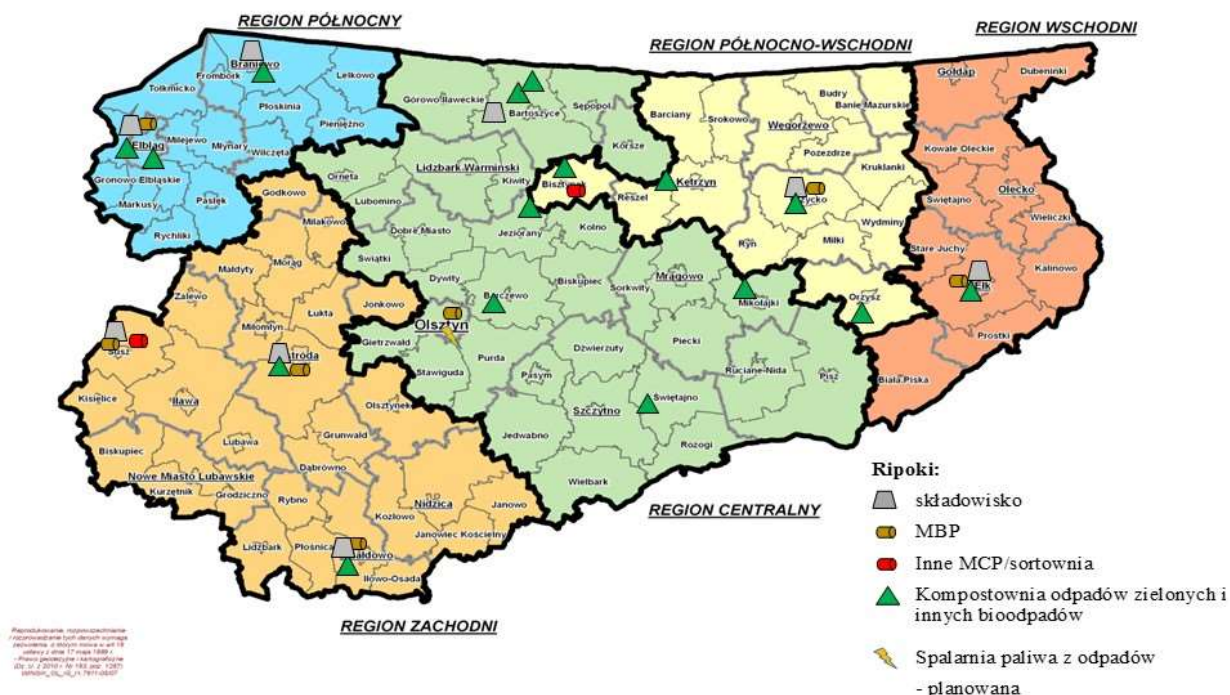 REGION PÓŁNOCNY
REGION WSCHODNI
REGION PÓŁNOCNO-WSCHODNI
Braniewo
Frombork
Lelkowo
Tolkmicko
Płoskinia
Pieniężno
Elbląg
Milejewo
Młynary
Wilczęta
Gronowo Elbląskie
Markusy
Pasłęk
Rychliki
Godkowo
Górowo Iławeckie
Bartoszyce
Sępopol
Korsze
Lidzbark Warmiński
Orneta
Kiwity
Lubomino
Dobre Miasto
Jeziorany
Kolno
Świątki
Barciany
Srokowo
Budry
Banie Mazurskie
Węgorzewo
Pozezdrze
Kruklanki
Kętrzyn
Reszel
Wydminy
Ryn
Miłki
Orzysz
Gołdap
Dubeninki
Kowale Oleckie
Olecko
Świętajno
Wieliczki
Stare Juchy
Kalinowo
Ełk
Prostki
Biała Piska
Milakowo
Morąg
Małdyty
Zalewo
Łukta
Miłomłyn
Jonkowo
Dywity
Barczewo
Biskupiec
Sorkwity
Mrągowo
Mikołajki
Olsztyn
Gietrzwałd
Purda
Stawiguda
Pasym
Dźwierzuty
Piecki
Ruciane-Nida
Pisz
Szczytno
Świętajno
Jedwabno
Rozogi
Wielbark
Susz
Kisielice
Iława
Olsztynek
Grunwald
Lubawa
Biskupiec
Dąbrówno
Nowe Miasto Lubawskie
Kurzętnik
Grodziczno
Rybno
Nidzica
Janowo
Kozłowo
Janowiec Kościelny
Lidzbark
Płośnica
Iłowo-Osada
REGION CENTRALNY
REGION ZACHODNI
Ripoki:
składowisko
MBP
Inne MCP/sortownia
Kompostownia odpadów zielonych i
innych bioodpadów
Spalarnia paliwa z odpadów
- planowana